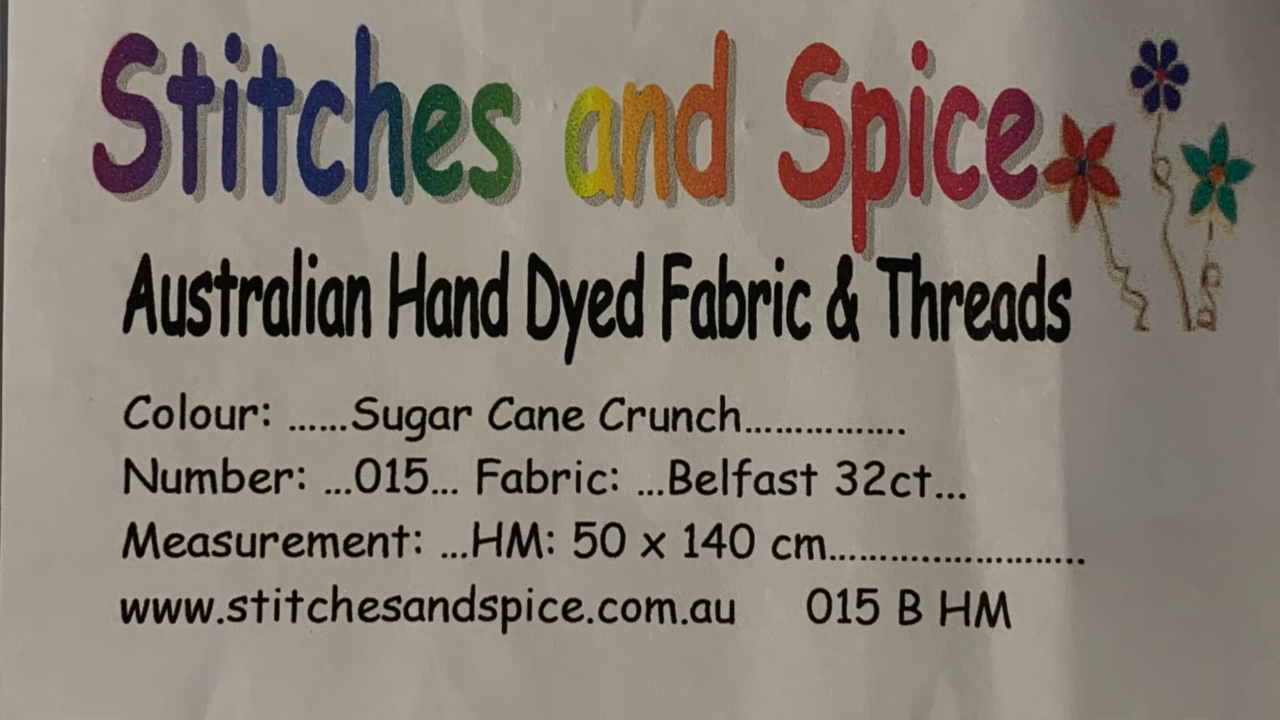 Stitches and Spice
Australian Hand Dyed Fabric & Threads
Colour: ......Sugar Cane Crunch................
Number: ...015... Fabric: ...Belfast 32ct...
Measurement: ...HM: 50 x 140 cm..........................
www.stitchesandspice.com.au 015 B HM